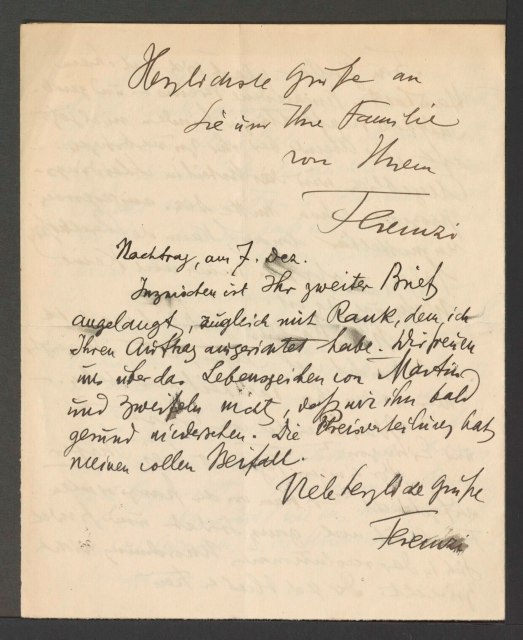 Herzlichste Grüße an
Sie und Ihre Familie
von Ihrem
Ferenczi
Nachtrag, am 7. Dez.
Inzwischen ist Ihr zweiter Brief
angelangt, zugleich mit Rank, dem ich
Ihren Auftrag ausgerichtet habe. Wir freuen
uns über das Lebenszeichen von Martin
und zweifeln nicht, daß wir ihn bald
gesund wiedersehen. Die Preisverteilung hat
meinen vollen Beifall.
Viele herzliche Grüße
Ferenczi